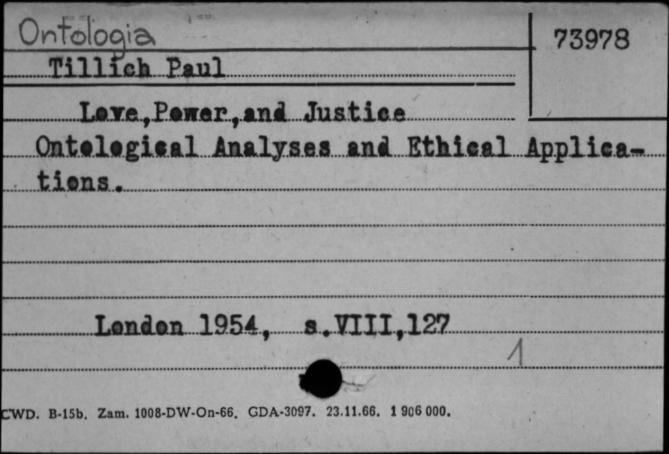 Ontologia
73978
Tillich Paul
Love,Power,and Justice
Ontological Analyses and Ethical Applica-
tions.
London 1954, s.VIII,127
1
CWD. B-15b. Zam. 1008-DW-On-66. GDA-3097. 23.11.66. 1 906 000.